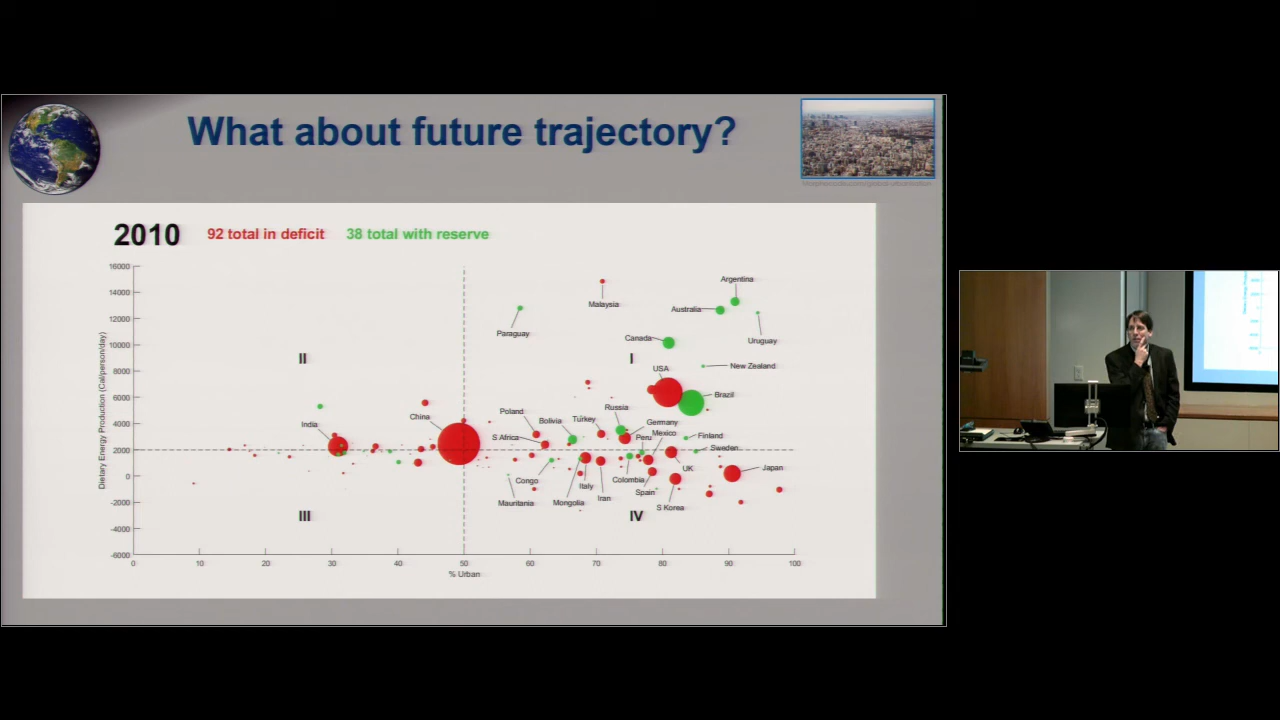 What about future trajectory?
2010 92 total in deficit 38 total with reserve
Dietary Energy Production (Cal/person/day)
16000
14000
12000
10000
8000
6000
4000
2000
0
-2000
-4000
-6000
0 10 20 30 40 50 60 70 80 90 100
% Urban
II
I
III
IV
Argentina
Malaysia
Australia
Paraguay
Canada
Uruguay
USA
New Zealand
Brazil
Russia
Poland
Bolivia
Turkey
Germany
China
India
S Africa
Peru
Mexico
Finland
Sweden
Congo
Italy
Iran
Colombia
UK
Japan
Mauritania
Mongolia
Spain
S Korea